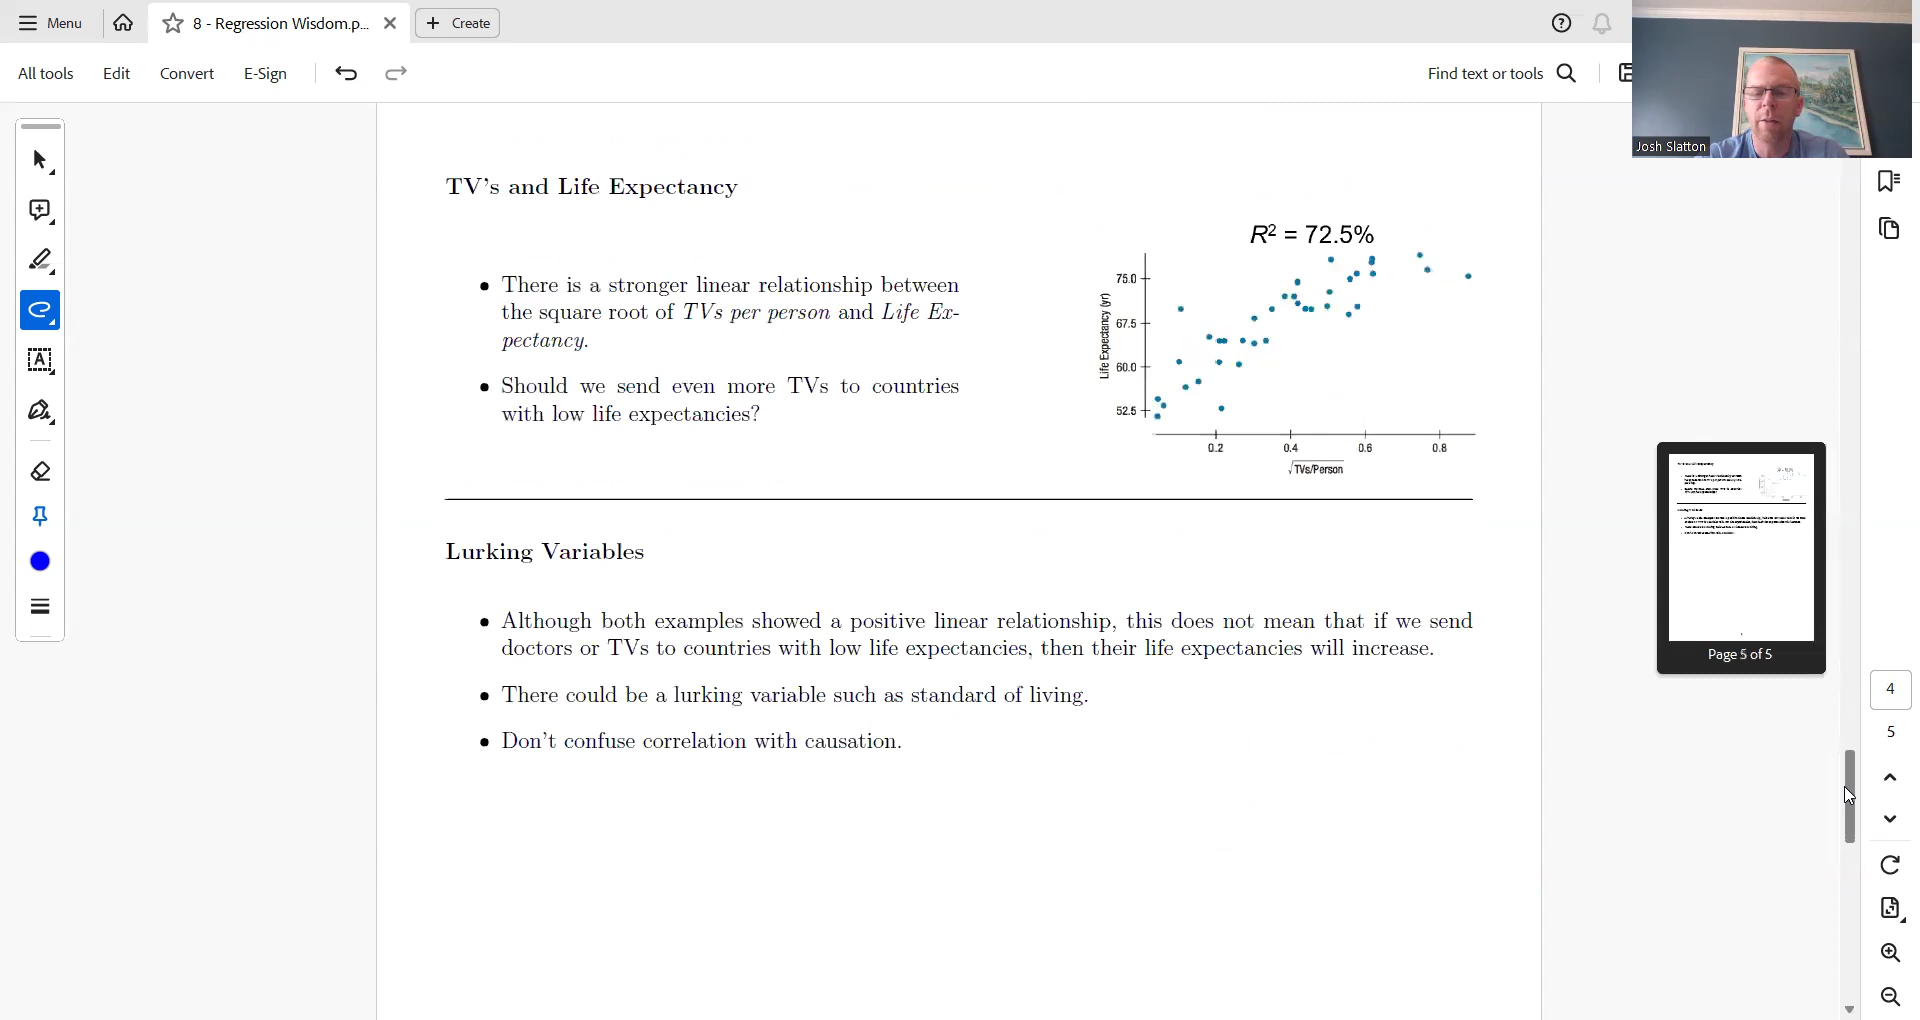 Menu
8 - Regression Wisdom.p...
Create
All tools
Edit
Convert
E-Sign
Find text or tools
Josh Slatton
TV's and Life Expectancy
• There is a stronger linear relationship between
the square root of TVs per person and Life Ex-
pectancy.
• Should we send even more TVs to countries
with low life expectancies?
R² = 72.5%
Life Expectancy (yr)
75.0
67.5
60.0
52.5
0.2 0.4 0.6 0.8
√TVs/Person
Lurking Variables
• Although both examples showed a positive linear relationship, this does not mean that if we send
doctors or TVs to countries with low life expectancies, then their life expectancies will increase.
• There could be a lurking variable such as standard of living.
• Don't confuse correlation with causation.
Page 5 of 5
4
5